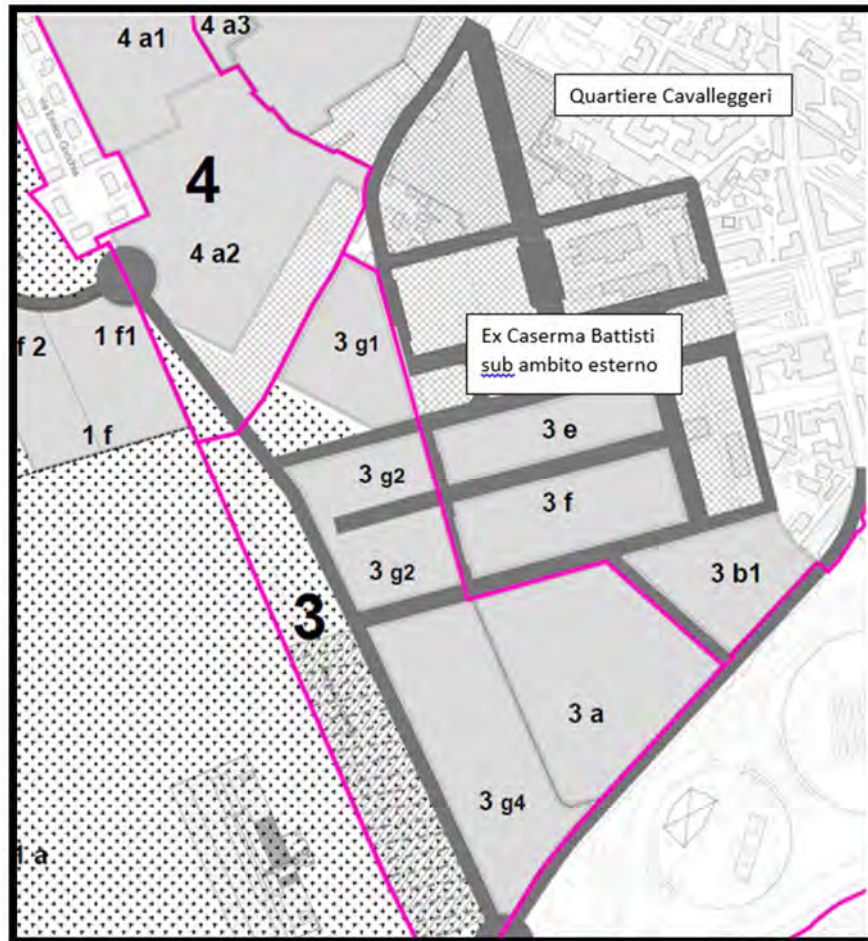 4 a1
4 a3
Quartiere Cavalleggeri
4
4 a2
1 f1
f 2
3 g1
Ex Caserma Battisti
sub ambito esterno
1 f
3 e
3 g2
3 f
3 g2
3 b1
3
3 a
3 g4
1 a